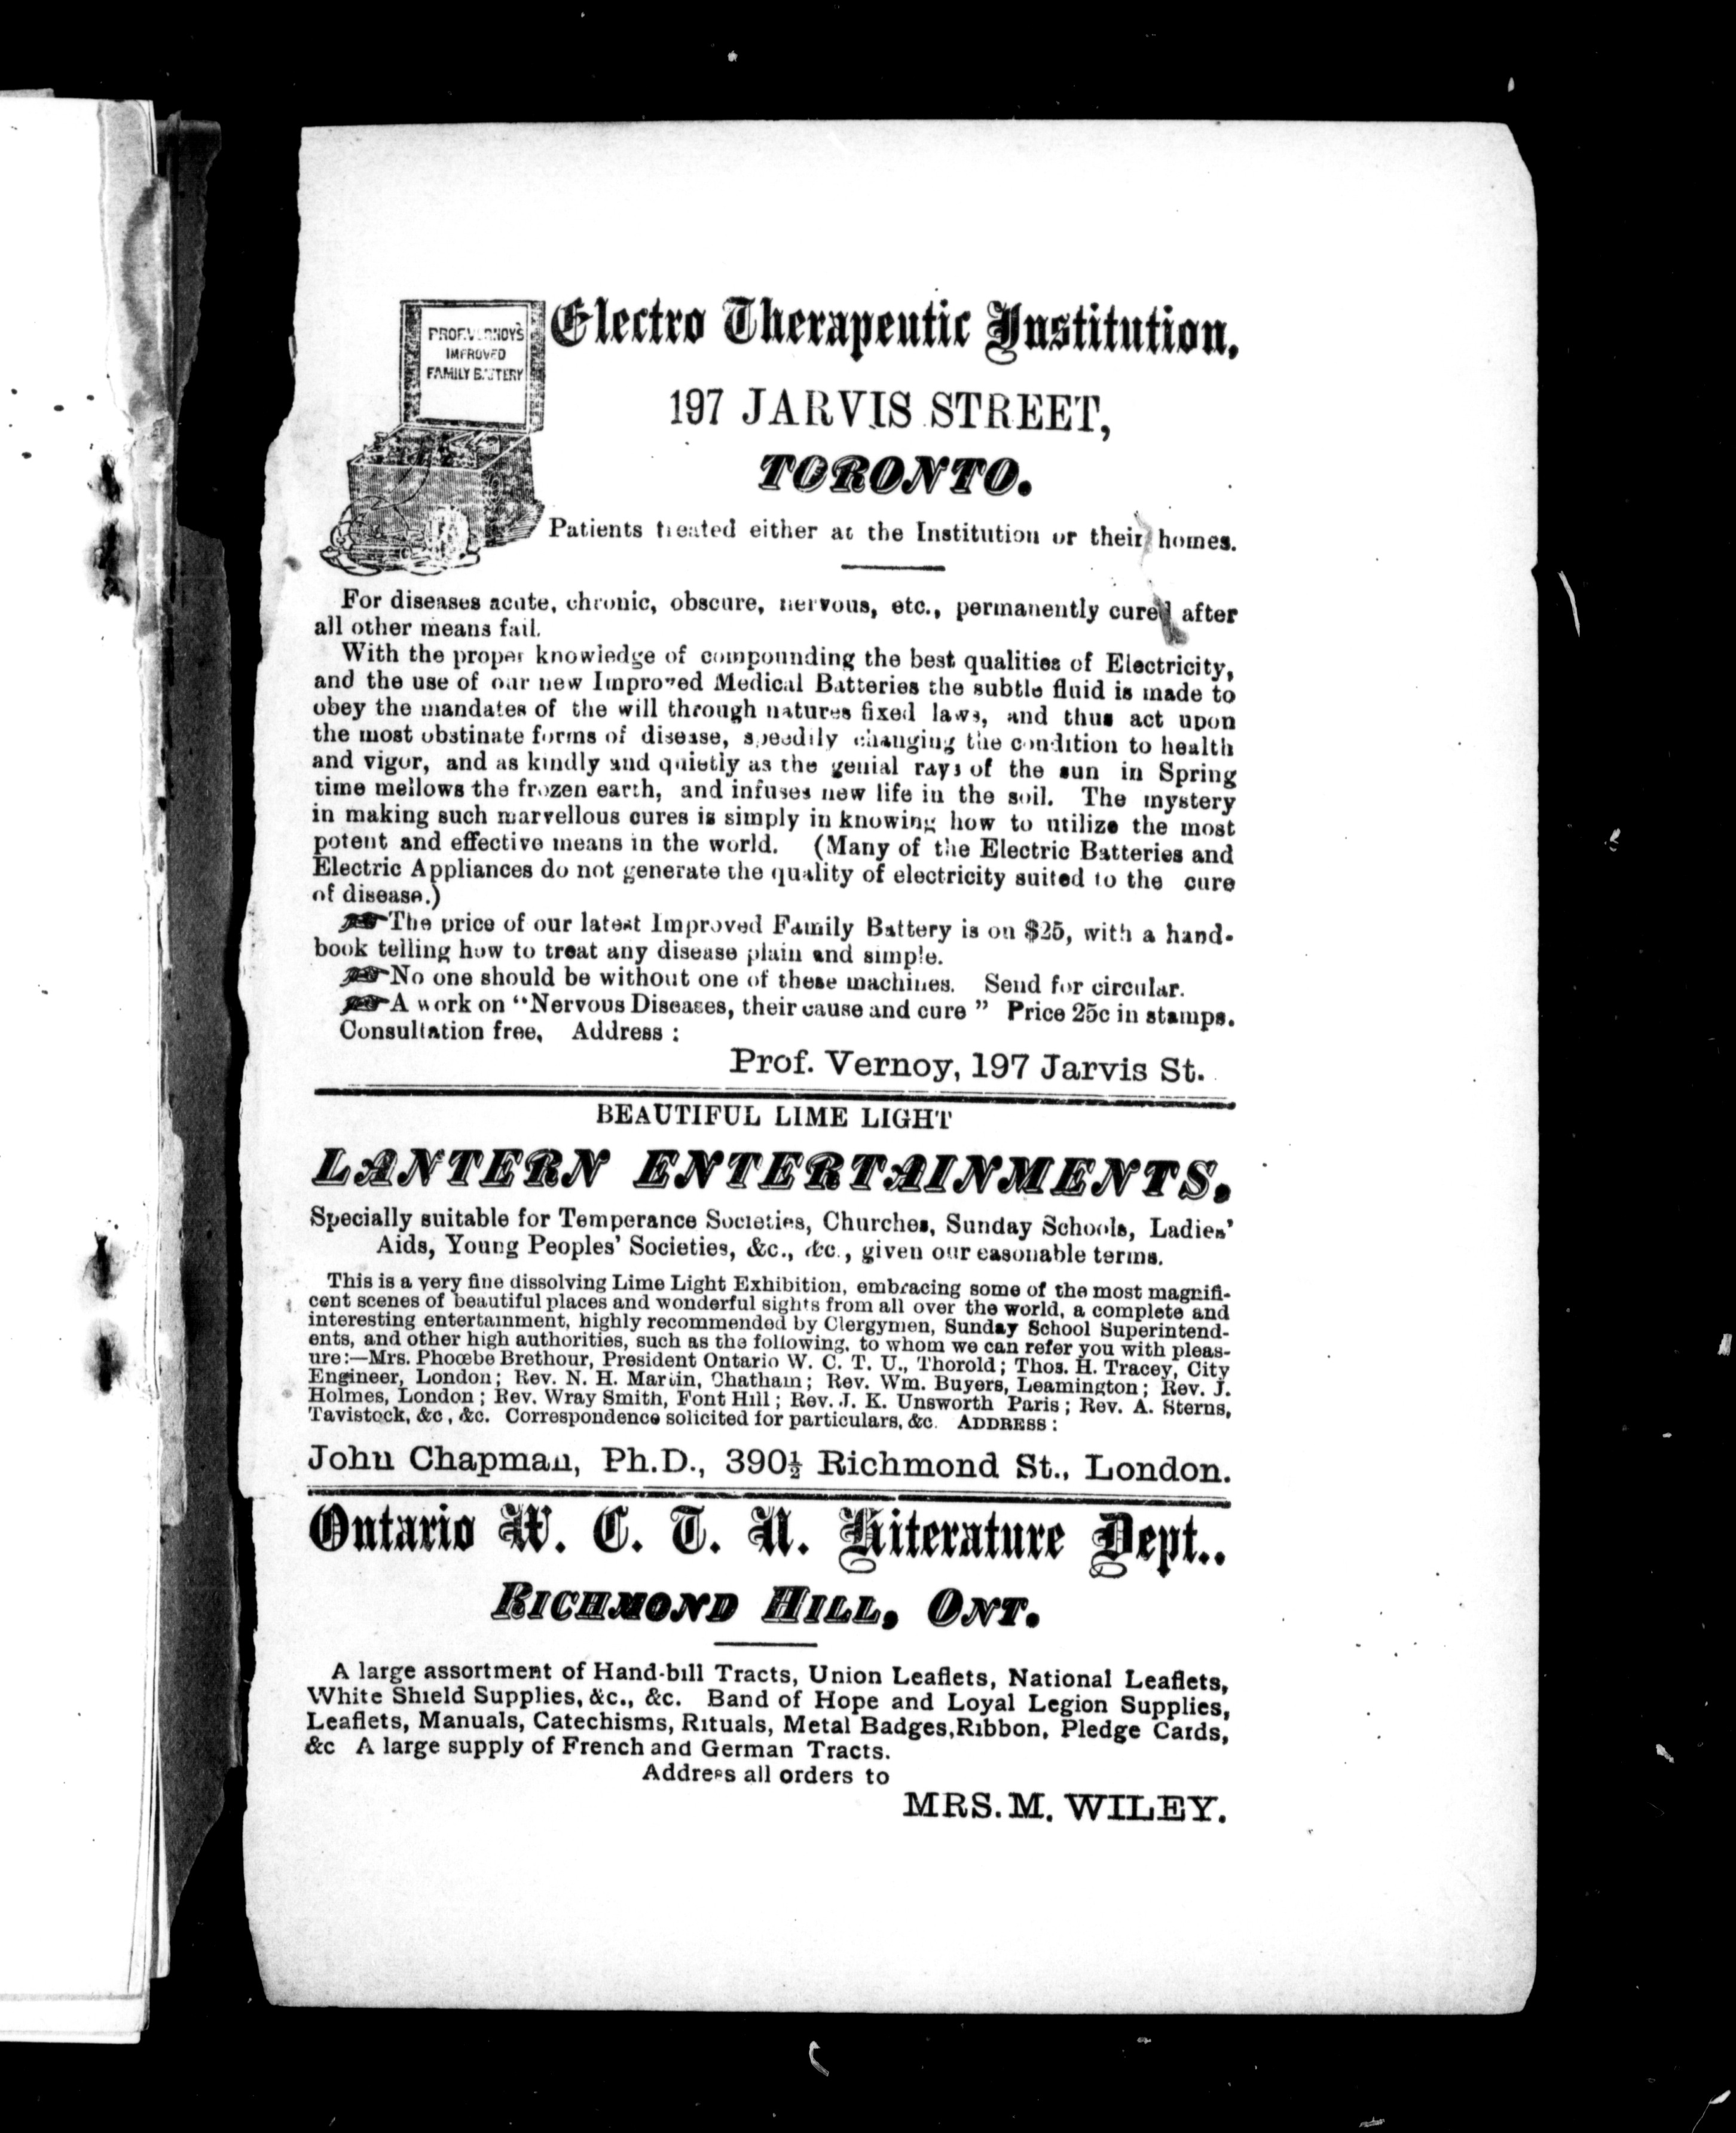 PROF. VERNOY'S
IMPROVED
FAMILY BATTERY
Electro Therapeutic Institution,
197 JARVIS STREET,
TORONTO.
Patients treated either at the Institution or their homes.
For diseases acute, chronic, obscure, nervous, etc., permanently cured after
all other means fail.
With the proper knowledge of compounding the best qualities of Electricity,
and the use of our new Improved Medical Batteries the subtle fluid is made to
obey the mandates of the will through natures fixed laws, and thus act upon
the most obstinate forms of disease, speedily changing the condition to health
and vigor, and as kindly and quietly as the genial rays of the sun in Spring
time mellows the frozen earth, and infuses new life in the soil. The mystery
in making such marvellous cures is simply in knowing how to utilize the most
potent and effective means in the world. (Many of the Electric Batteries and
Electric Appliances do not generate the quality of electricity suited to the cure
of disease.)
☞The price of our latest Improved Family Battery is on $25, with a hand-
book telling how to treat any disease plain and simple.
☞No one should be without one of these machines. Send for circular.
☞A work on "Nervous Diseases, their cause and cure" Price 25c in stamps.
Consultation free, Address :
Prof. Vernoy, 197 Jarvis St.
BEAUTIFUL LIME LIGHT
LANTERN ENTERTAINMENTS,
Specially suitable for Temperance Societies, Churches, Sunday Schools, Ladies'
Aids, Young Peoples' Societies, &c., &c., given our easonable terms.
This is a very fine dissolving Lime Light Exhibition, embracing some of the most magnifi-
cent scenes of beautiful places and wonderful sights from all over the world, a complete and
interesting entertainment, highly recommended by Clergymen, Sunday School Superintend-
ents, and other high authorities, such as the following, to whom we can refer you with pleas-
ure:—Mrs. Phoœbe Brethour, President Ontario W. C. T. U., Thorold; Thos. H. Tracey, City
Engineer, London; Rev. N. H. Martin, Chatham; Rev. Wm. Buyers, Leamington; Rev. J.
Holmes, London; Rev. Wray Smith, Font Hill; Rev. J. K. Unsworth Paris; Rev. A. Sterns,
Tavistock, &c, &c. Correspondence solicited for particulars, &c. ADDRESS:
John Chapman, Ph.D., 390½ Richmond St., London.
Ontario W. C. T. U. Literature Dept..
RICHMOND HILL, ONT.
A large assortment of Hand-bill Tracts, Union Leaflets, National Leaflets,
White Shield Supplies, &c., &c. Band of Hope and Loyal Legion Supplies,
Leaflets, Manuals, Catechisms, Rituals, Metal Badges, Ribbon, Pledge Cards,
&c A large supply of French and German Tracts.
Address all orders to
MRS. M. WILEY.